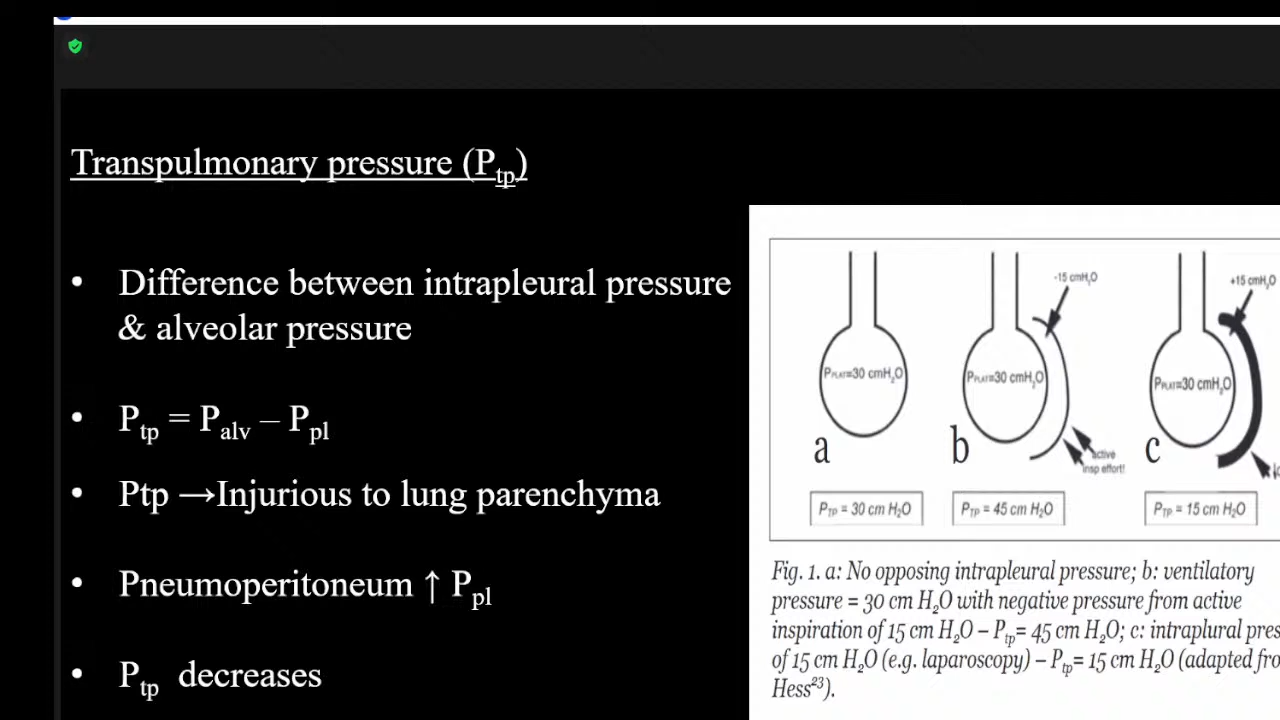 Transpulmonary pressure (Ptp)
• Difference between intrapleural pressure
& alveolar pressure
• Ptp = Palv – Ppl
• Ptp →Injurious to lung parenchyma
• Pneumoperitoneum ↑ Ppl
• Ptp decreases
-15 cmH2O
+15 cmH2O
PPLAT=30 cmH2O
PPLAT=30 cmH2O
PPLAT=30 cmH2O
a
b
c
active
insp effort!
PTP = 30 cm H2O
PTP = 45 cm H2O
PTP = 15 cm H2O
Fig. 1. a: No opposing intrapleural pressure; b: ventilatory
pressure = 30 cm H2O with negative pressure from active
inspiration of 15 cm H2O – Ptp= 45 cm H2O; c: intraplural pres
of 15 cm H2O (e.g. laparoscopy) – Ptp= 15 cm H2O (adapted fro
Hess23).